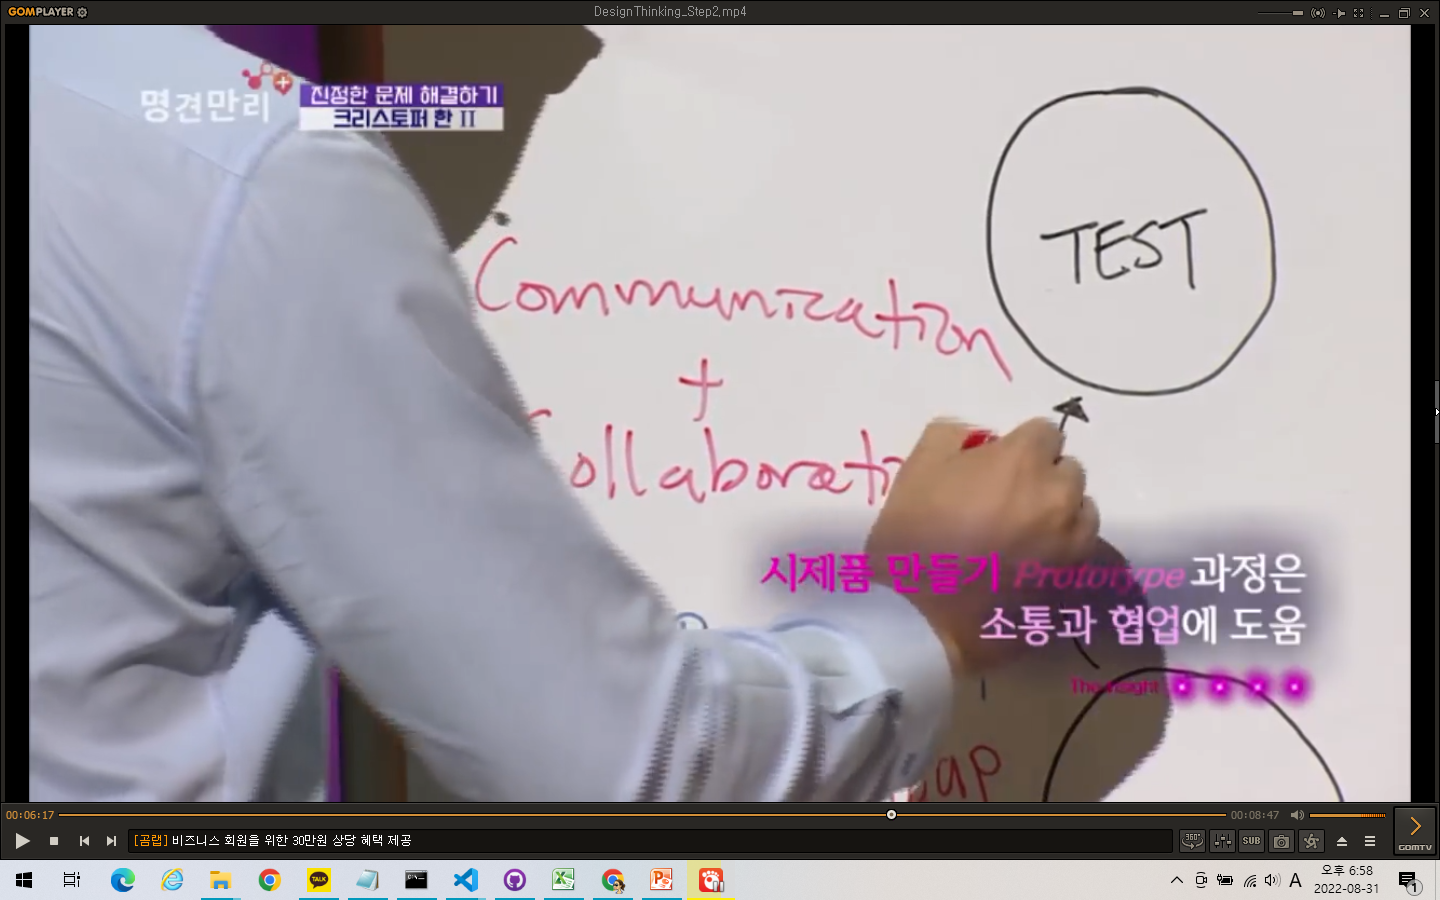 GOMPLAYER
DesignThinking_Step2.mp4
명견만리
진정한 문제 해결하기
크리스토퍼 한 II
TEST
Communication
+
Collaborati
시제품 만들기 Prototype 과정은
소통과 협업에 도움
The Insight
00:06:17
00:08:47
[곰랩] 비즈니스 회원을 위한 30만원 상당 혜택 제공
360°
SUB
GOMTV
TALK
A
오후 6:58
2022-08-31
1